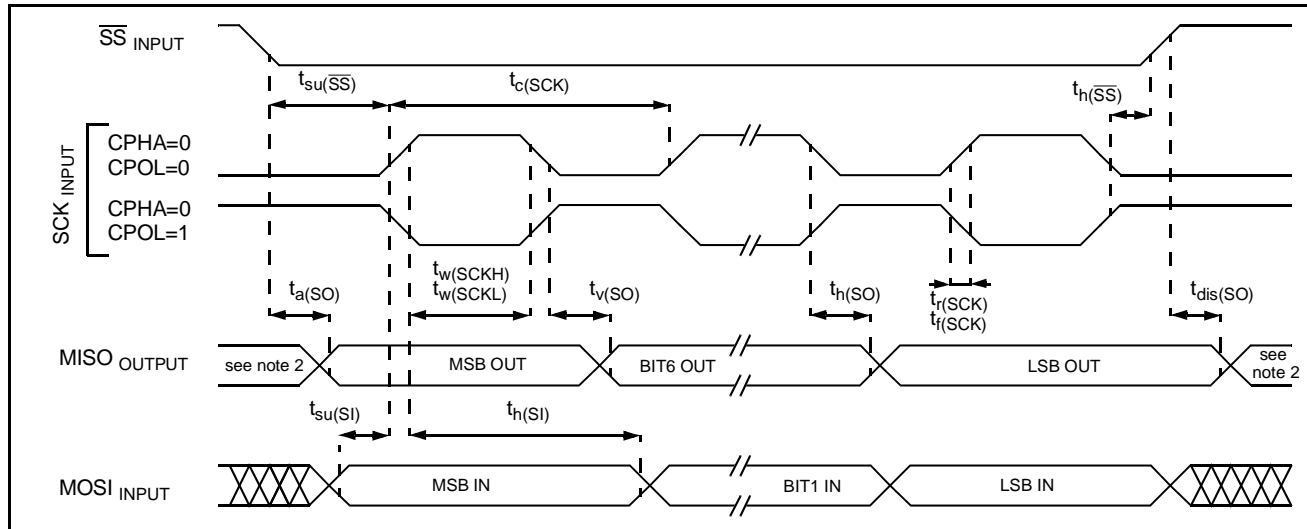 SS INPUT
tsu(SS)
tc(SCK)
th(SS)
SCK INPUT
CPHA=0
CPOL=0
CPHA=0
CPOL=1
ta(SO)
tw(SCKH)
tw(SCKL)
tv(SO)
th(SO)
tr(SCK)
tf(SCK)
tdis(SO)
MISO OUTPUT
see note 2
MSB OUT
BIT6 OUT
LSB OUT
see
note 2
tsu(SI)
th(SI)
MOSI INPUT
MSB IN
BIT1 IN
LSB IN